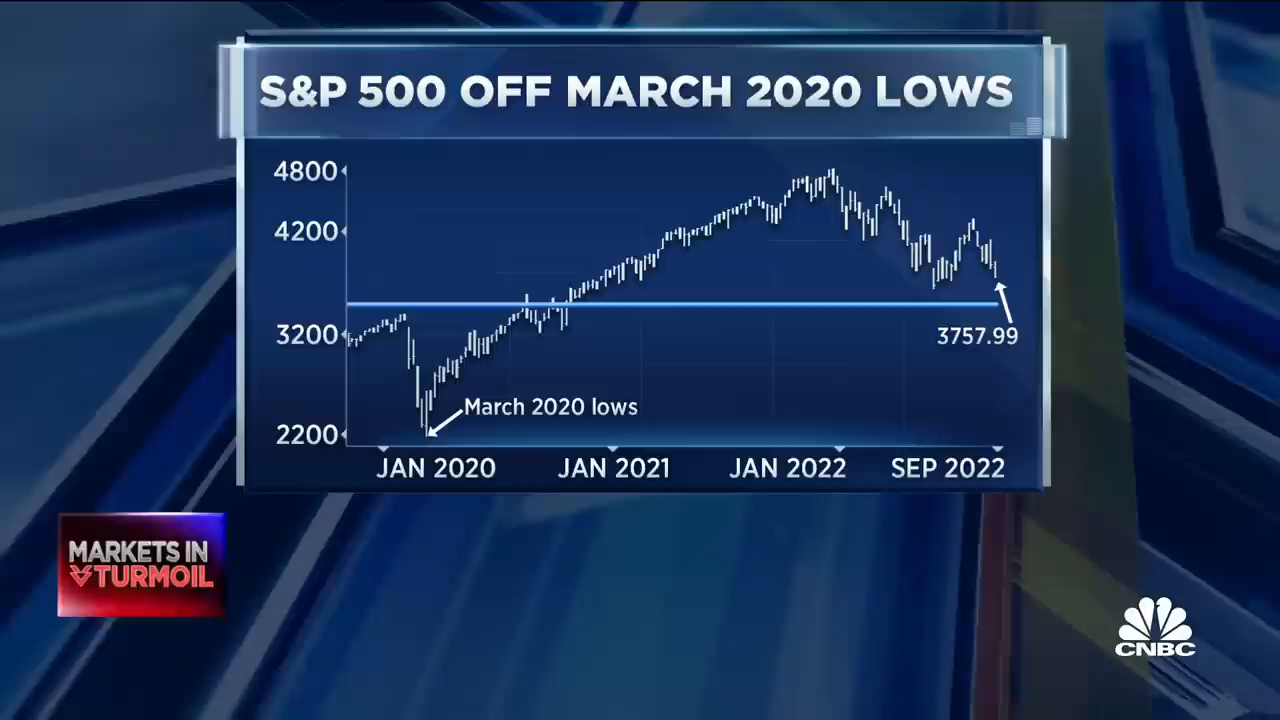 S&P 500 OFF MARCH 2020 LOWS
4800
4200
3200
2200
3757.99
March 2020 lows
JAN 2020
JAN 2021
JAN 2022
SEP 2022
MARKETS IN
TURMOIL
CNBC